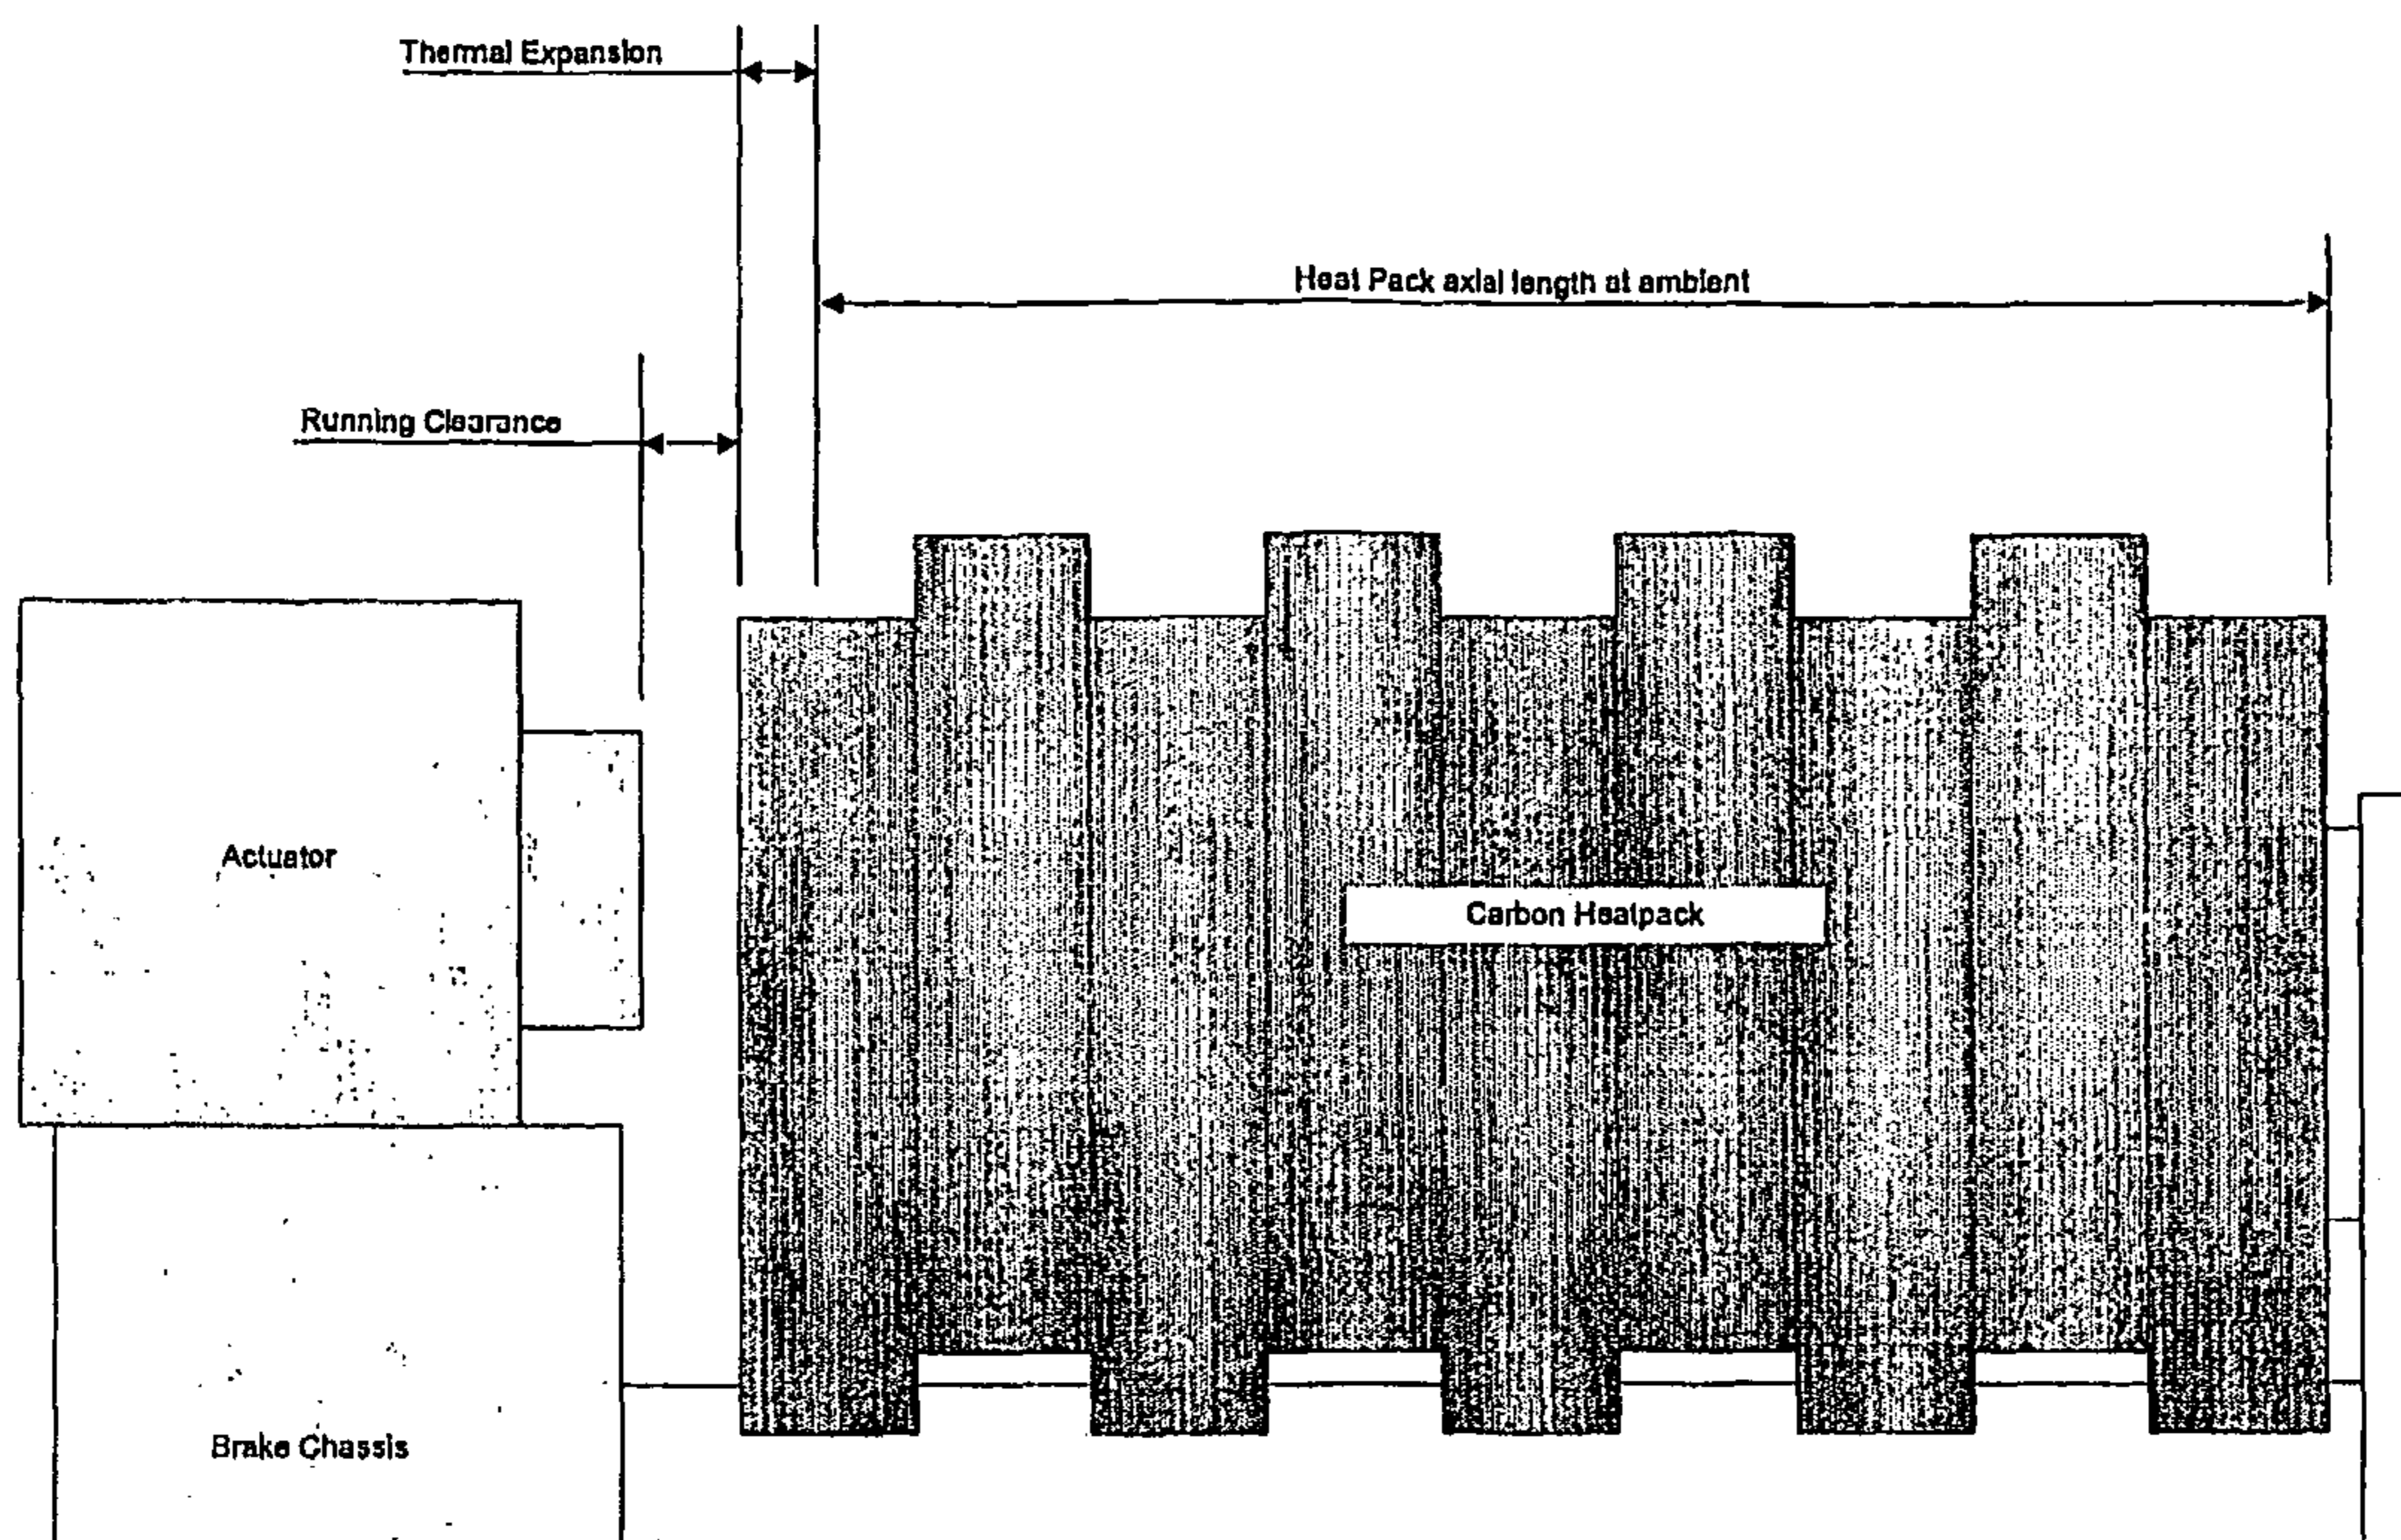 Thermal Expansion
Heat Pack axial length at ambient
Running Clearance
Actuator
Carbon Heatpack
Brake Chassis